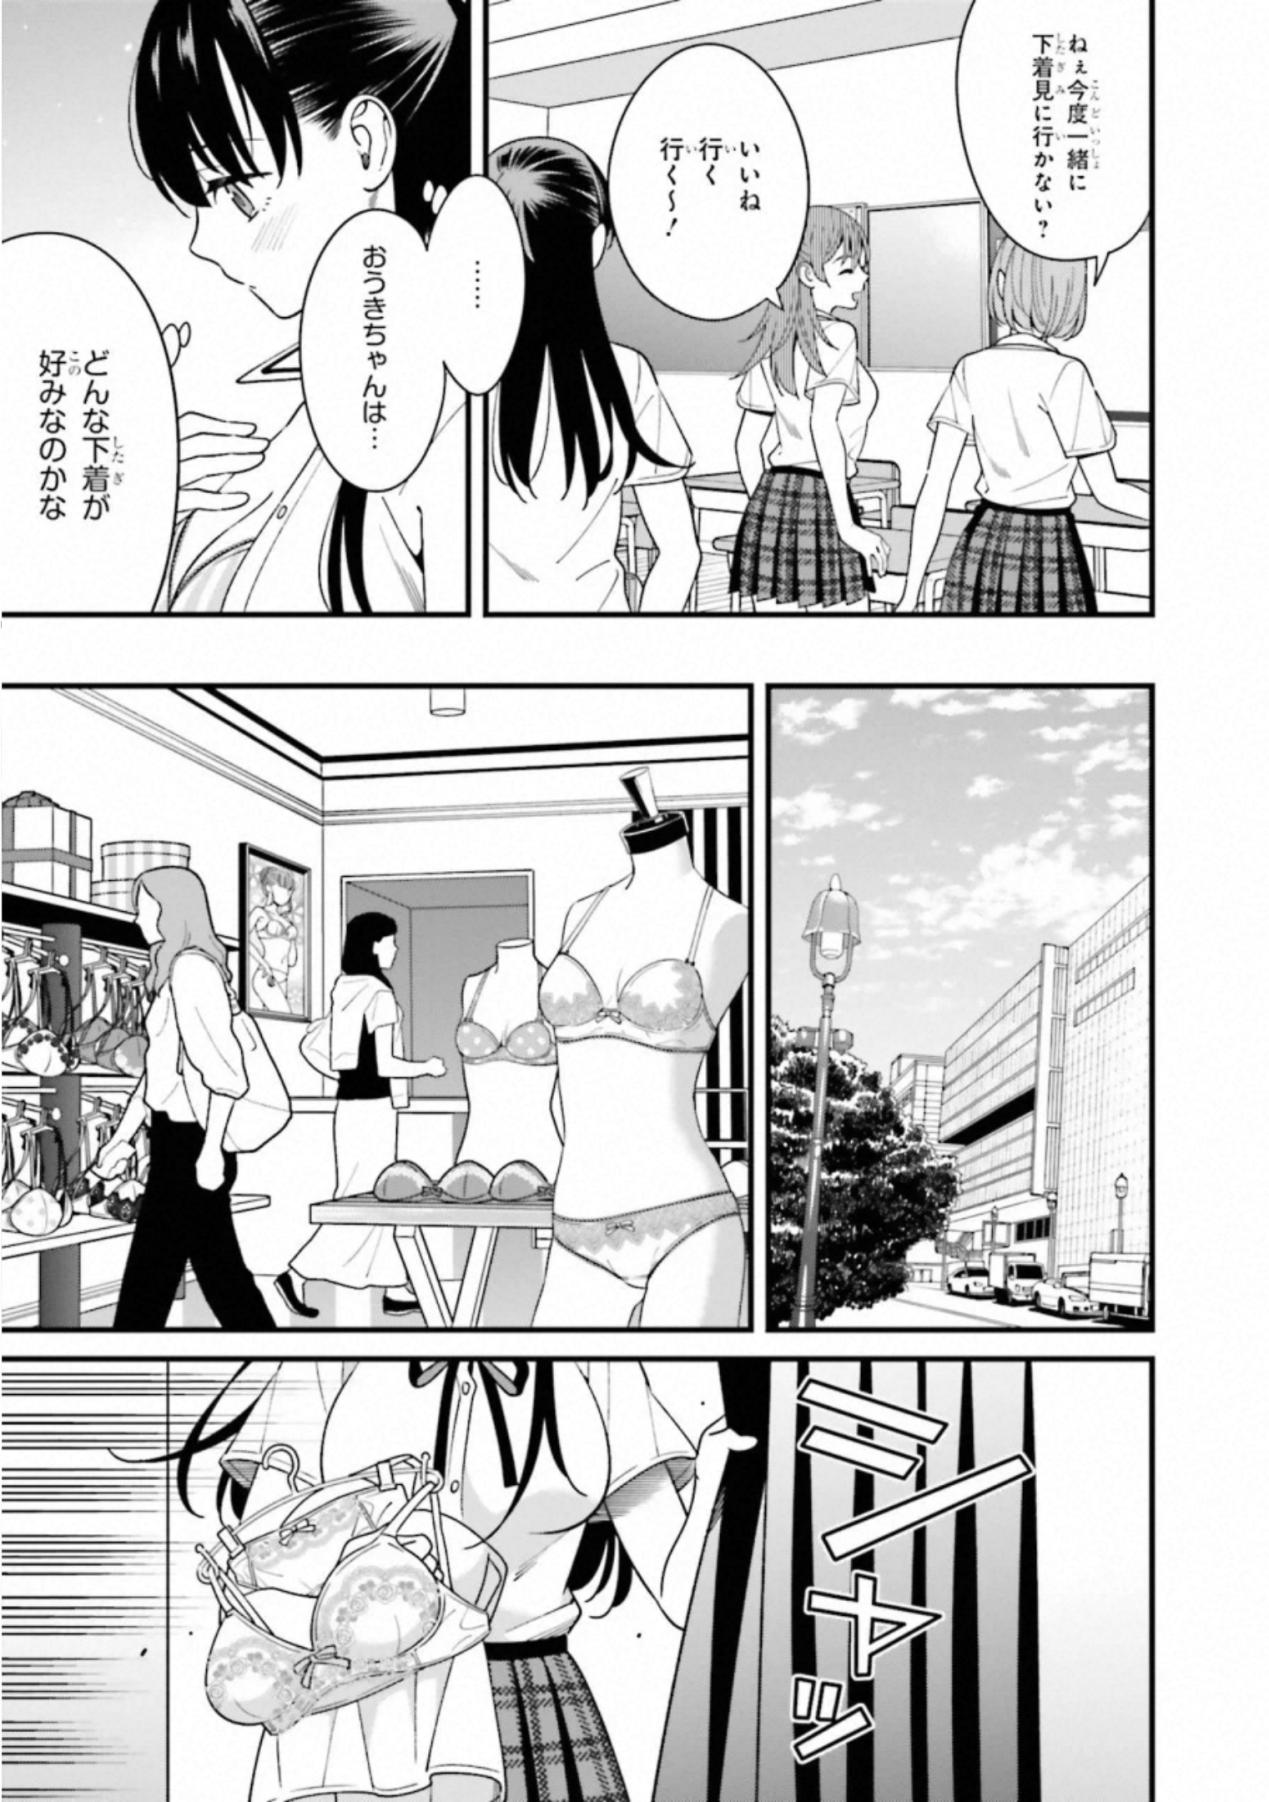 ねぇ今度一緒に
下着見に行かない？
いいね
行く
行く〜！
……
おうきちゃんは…
どんな下着が
好みなのかな
シャッ